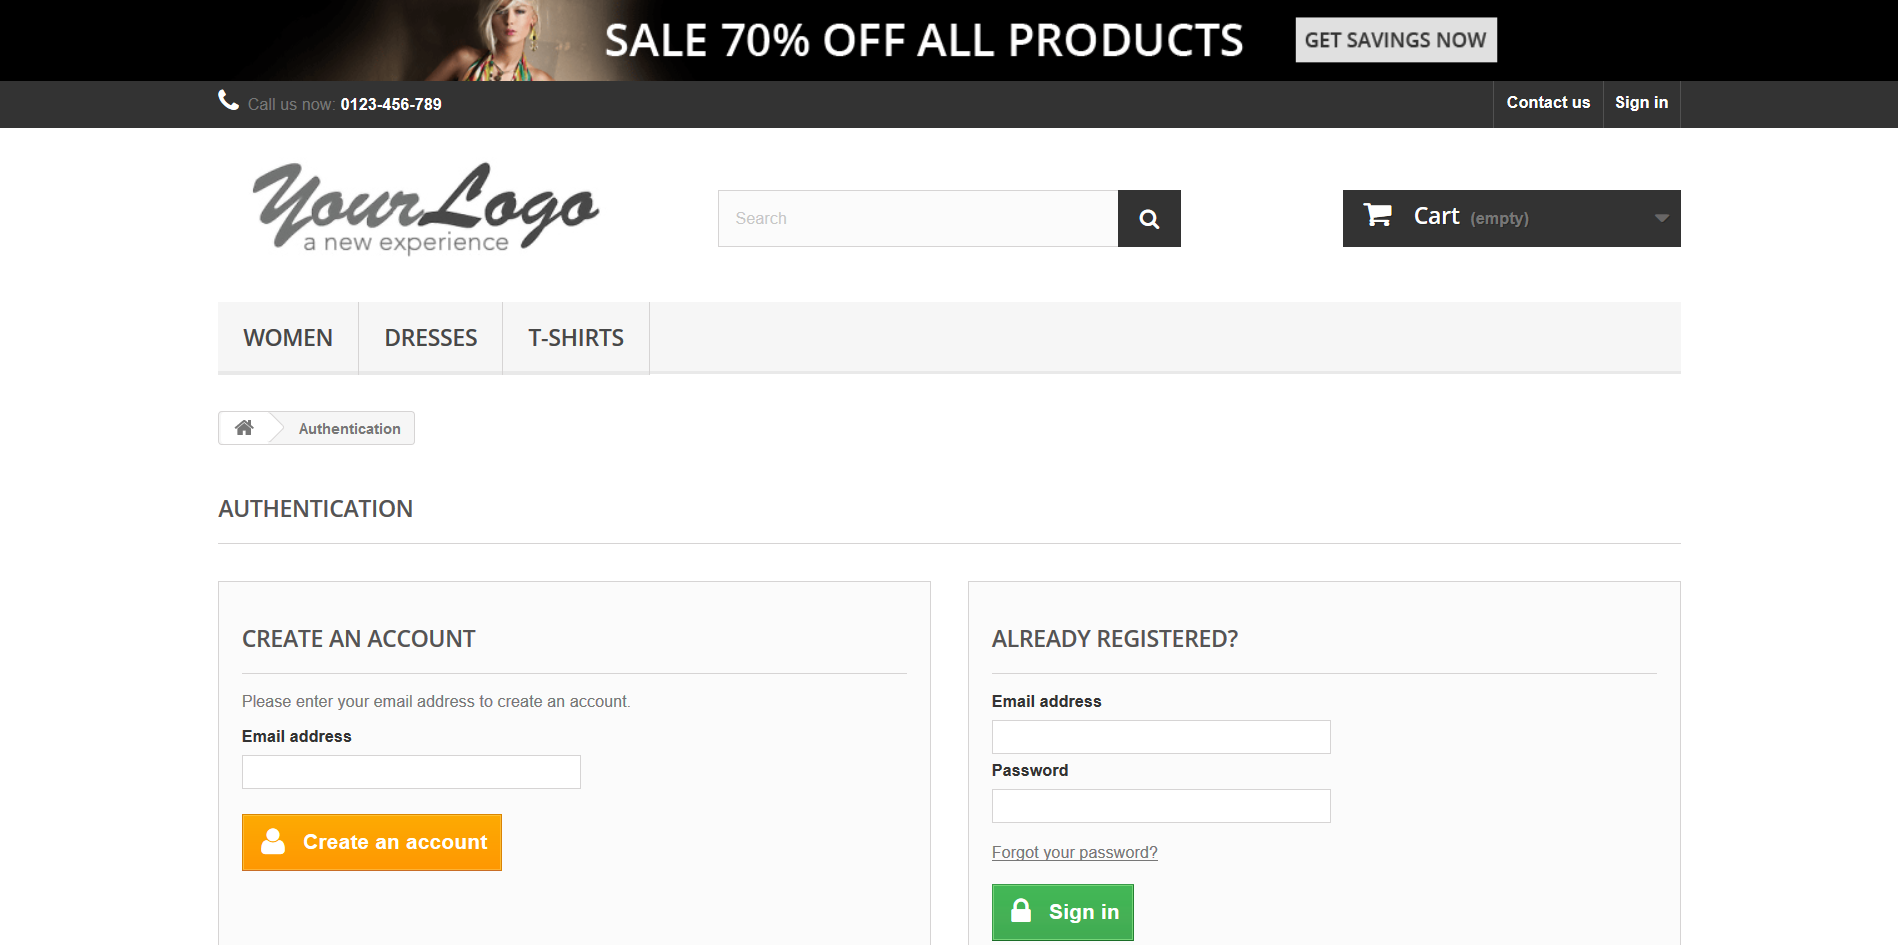 SALE 70% OFF ALL PRODUCTS GET SAVINGS NOW
Call us now: 0123-456-789 Contact us Sign in
YourLogo
a new experience
Search Cart (empty)
WOMEN DRESSES T-SHIRTS
Authentication
AUTHENTICATION
CREATE AN ACCOUNT
Please enter your email address to create an account.
Email address
Create an account
ALREADY REGISTERED?
Email address
Password
Forgot your password?
Sign in